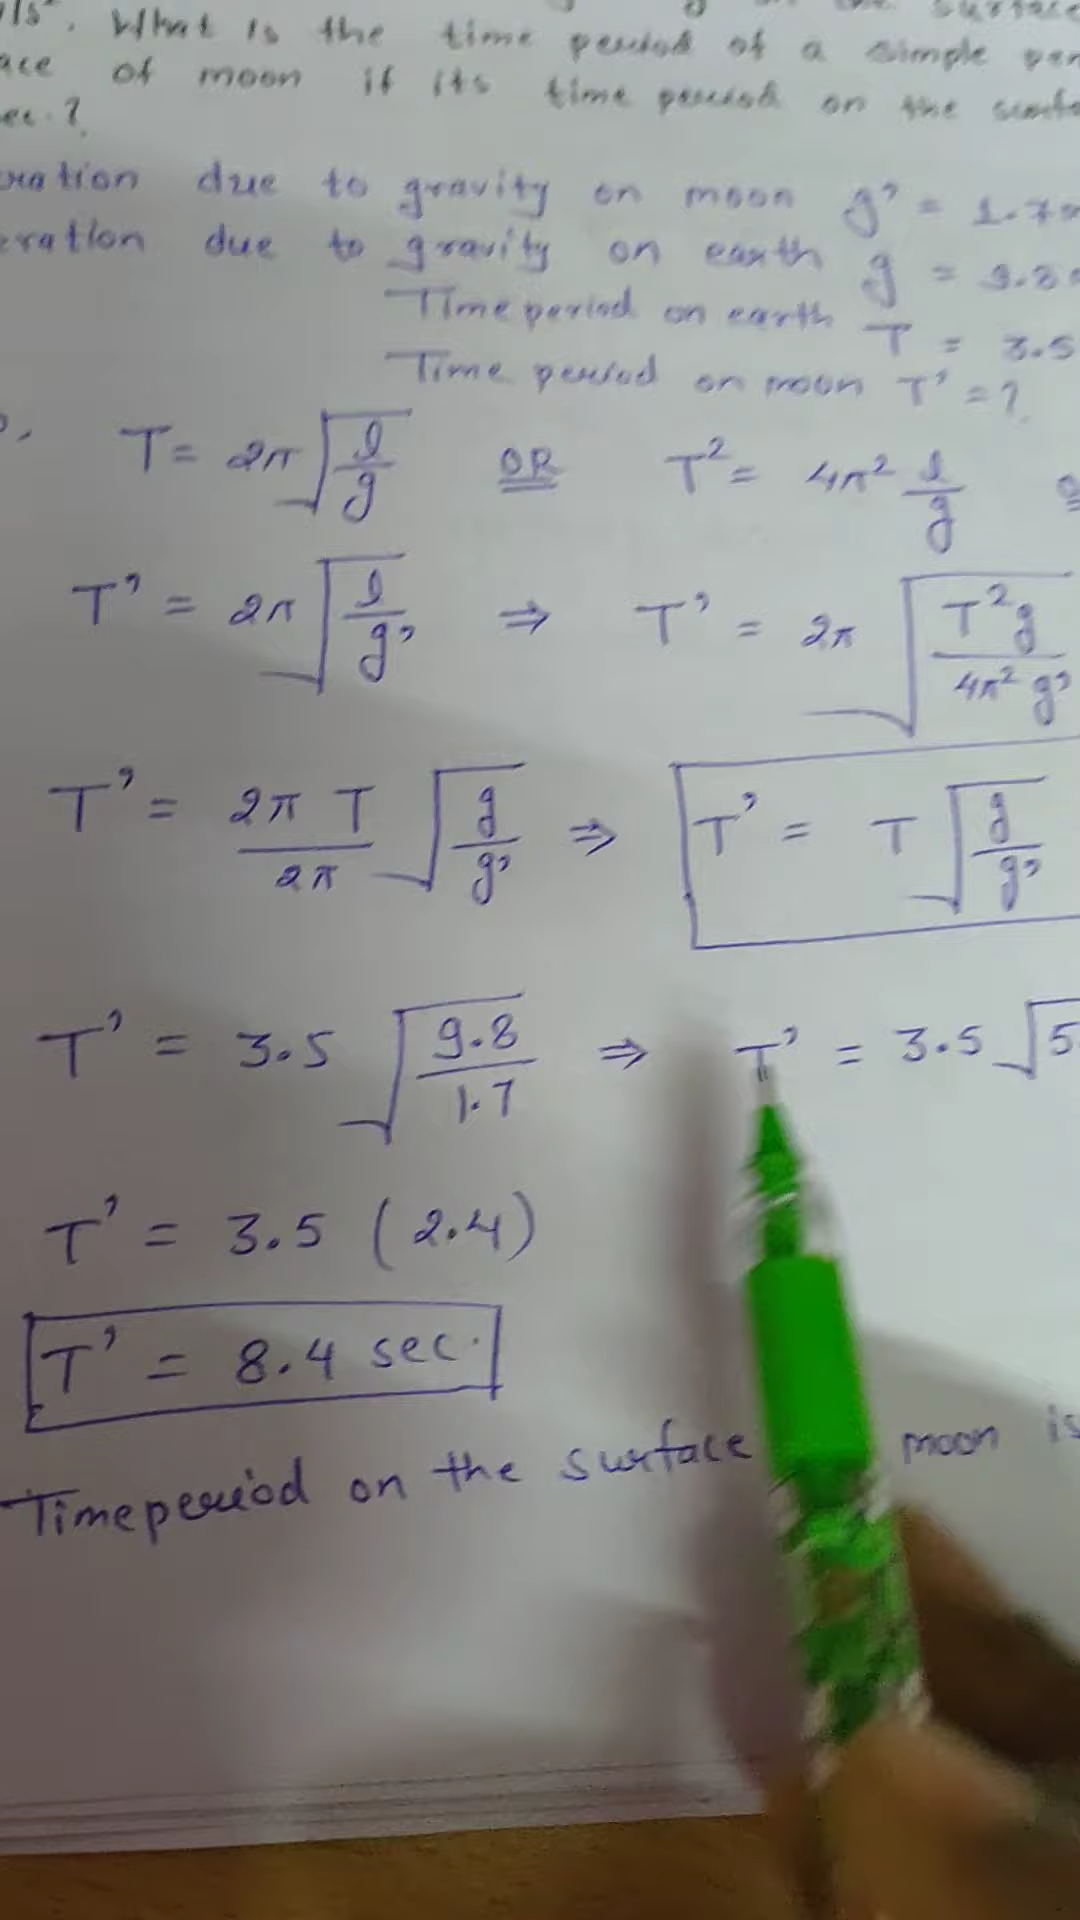 What is the time period of a simple
of moon if its time period on the
?
due to gravity on moon g' = 1.7
due to gravity on earth g = 9.8
Time period on earth T = 3.5
Time period on moon T' = ?
T = 2π √(l/g) OR T² = 4π² l/g
T' = 2π √(l/g') ⇒ T' = 2π √(T²g/4π² g')
T' = 2π T/2π √(g/g') ⇒ T' = T √(g/g')
T' = 3.5 √(9.8/1.7) ⇒ T' = 3.5 √5
T' = 3.5 (2.4)
T' = 8.4 sec.
Timeperiod on the surface moon is